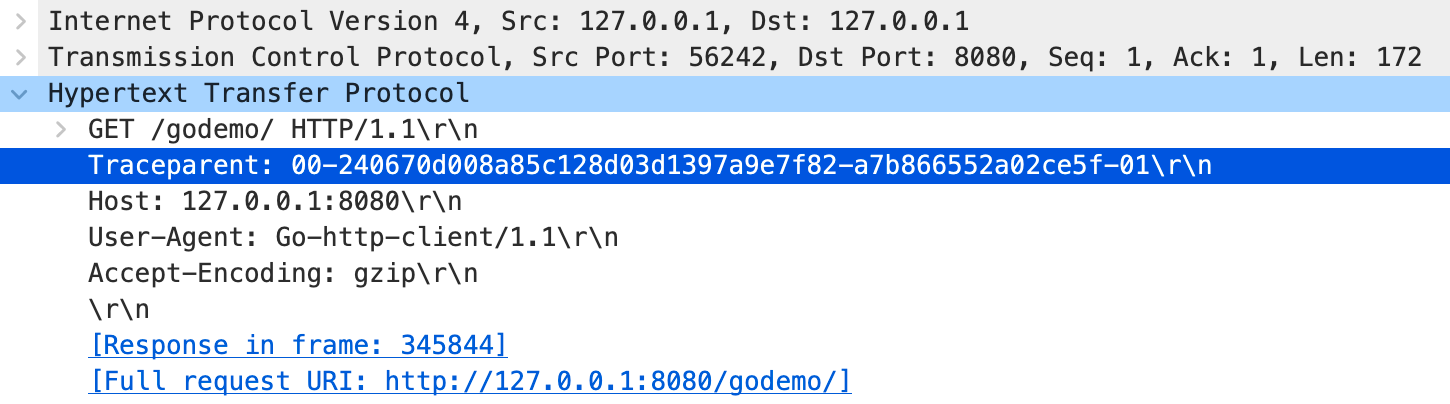 Internet Protocol Version 4, Src: 127.0.0.1, Dst: 127.0.0.1
Transmission Control Protocol, Src Port: 56242, Dst Port: 8080, Seq: 1, Ack: 1, Len: 172
Hypertext Transfer Protocol
GET /godemo/ HTTP/1.1\r\n
Traceparent: 00-240670d008a85c128d03d1397a9e7f82-a7b866552a02ce5f-01\r\n
Host: 127.0.0.1:8080\r\n
User-Agent: Go-http-client/1.1\r\n
Accept-Encoding: gzip\r\n
\r\n
[Response in frame: 345844]
[Full request URI: http://127.0.0.1:8080/godemo/]